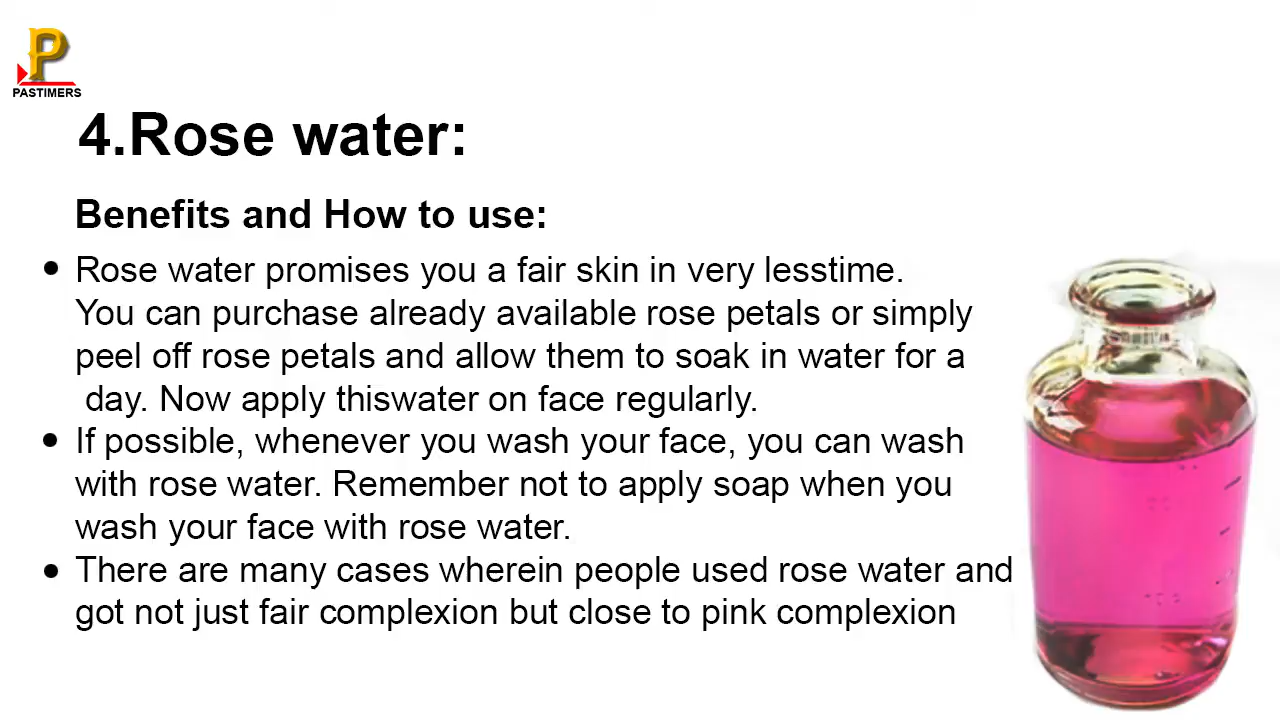 P
PASTIMERS
4.Rose water:
Benefits and How to use:
• Rose water promises you a fair skin in very lesstime.
You can purchase already available rose petals or simply
peel off rose petals and allow them to soak in water for a
day. Now apply thiswater on face regularly.
• If possible, whenever you wash your face, you can wash
with rose water. Remember not to apply soap when you
wash your face with rose water.
• There are many cases wherein people used rose water and
got not just fair complexion but close to pink complexion